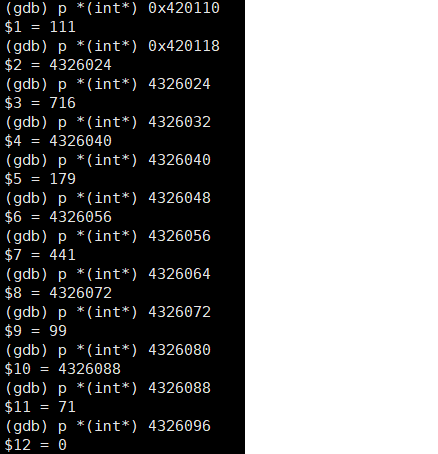 (gdb) p *(int*) 0x420110
$1 = 111
(gdb) p *(int*) 0x420118
$2 = 4326024
(gdb) p *(int*) 4326024
$3 = 716
(gdb) p *(int*) 4326032
$4 = 4326040
(gdb) p *(int*) 4326040
$5 = 179
(gdb) p *(int*) 4326048
$6 = 4326056
(gdb) p *(int*) 4326056
$7 = 441
(gdb) p *(int*) 4326064
$8 = 4326072
(gdb) p *(int*) 4326072
$9 = 99
(gdb) p *(int*) 4326080
$10 = 4326088
(gdb) p *(int*) 4326088
$11 = 71
(gdb) p *(int*) 4326096
$12 = 0